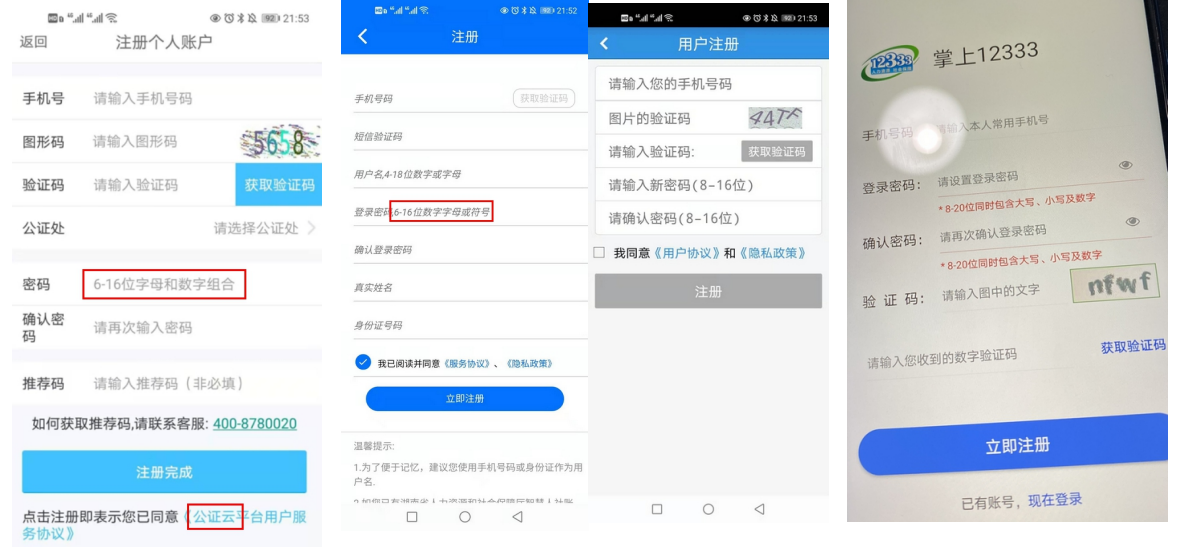 21:53
返回 注册个人账户
手机号 请输入手机号码
图形码 请输入图形码 5658
验证码 请输入验证码 获取验证码
公证处 请选择公证处
密码 6-16位字母和数字组合
确认密
码 请再次输入密码
推荐码 请输入推荐码(非必填)
如何获取推荐码,请联系客服: 400-8780020
注册完成
点击注册即表示您已同意《公证云平台用户服
务协议》
21:52
注册
手机号码 获取验证码
短信验证码
用户名,4-18位数字或字母
登录密码,6-16位数字字母或符号
确认登录密码
真实姓名
身份证号码
我已阅读并同意《服务协议》、《隐私政策》
立即注册
温馨提示:
1.为了便于记忆，建议您使用手机号码或身份证作为用
户名.
21:53
用户注册
请输入您的手机号码
图片的验证码
请输入验证码: 获取验证码
请输入新密码(8-16位)
请确认密码(8-16位)
我同意《用户协议》和《隐私政策》
注册
12333 掌上12333
手机号码 请输入本人常用手机号
登录密码: 请设置登录密码
*8-20位同时包含大写、小写及数字
确认密码: 请再次确认登录密码
*8-20位同时包含大写、小写及数字
验 证 码: 请输入图中的文字 nfwf
请输入您收到的数字验证码 获取验证码
立即注册
已有账号，现在登录